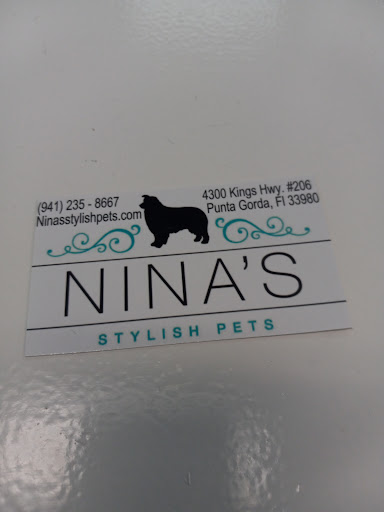 (941) 235 - 8667
Ninasstylishpets.com
4300 Kings Hwy. #206
Punta Gorda, Fl 33980
NINA'S
STYLISH PETS